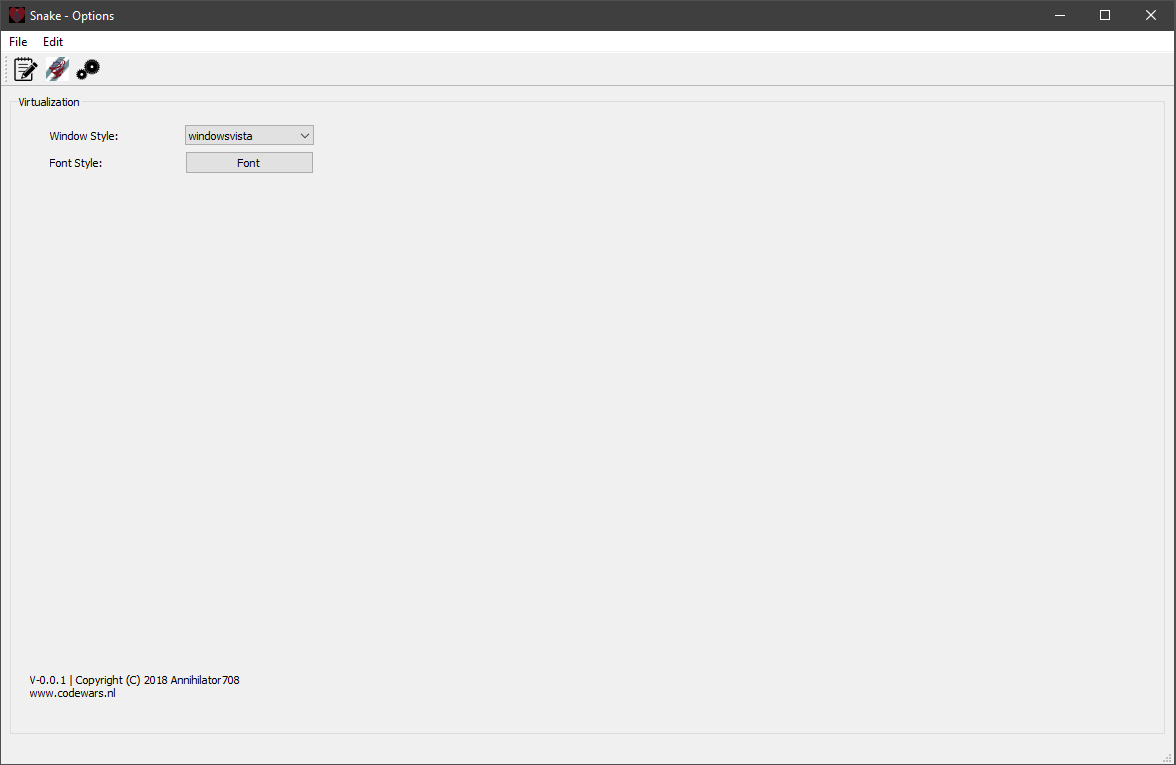 Snake - Options
File Edit
Virtualization
Window Style: windowsvista
Font Style: Font
V-0.0.1 | Copyright (C) 2018 Annihilator708
www.codewars.nl